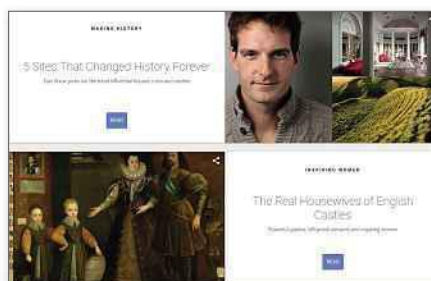 MAKING HISTORY
5 Sites That Changed History Forever
READ
INSPIRING WOMEN
The Real Housewives of English
Castles
READ